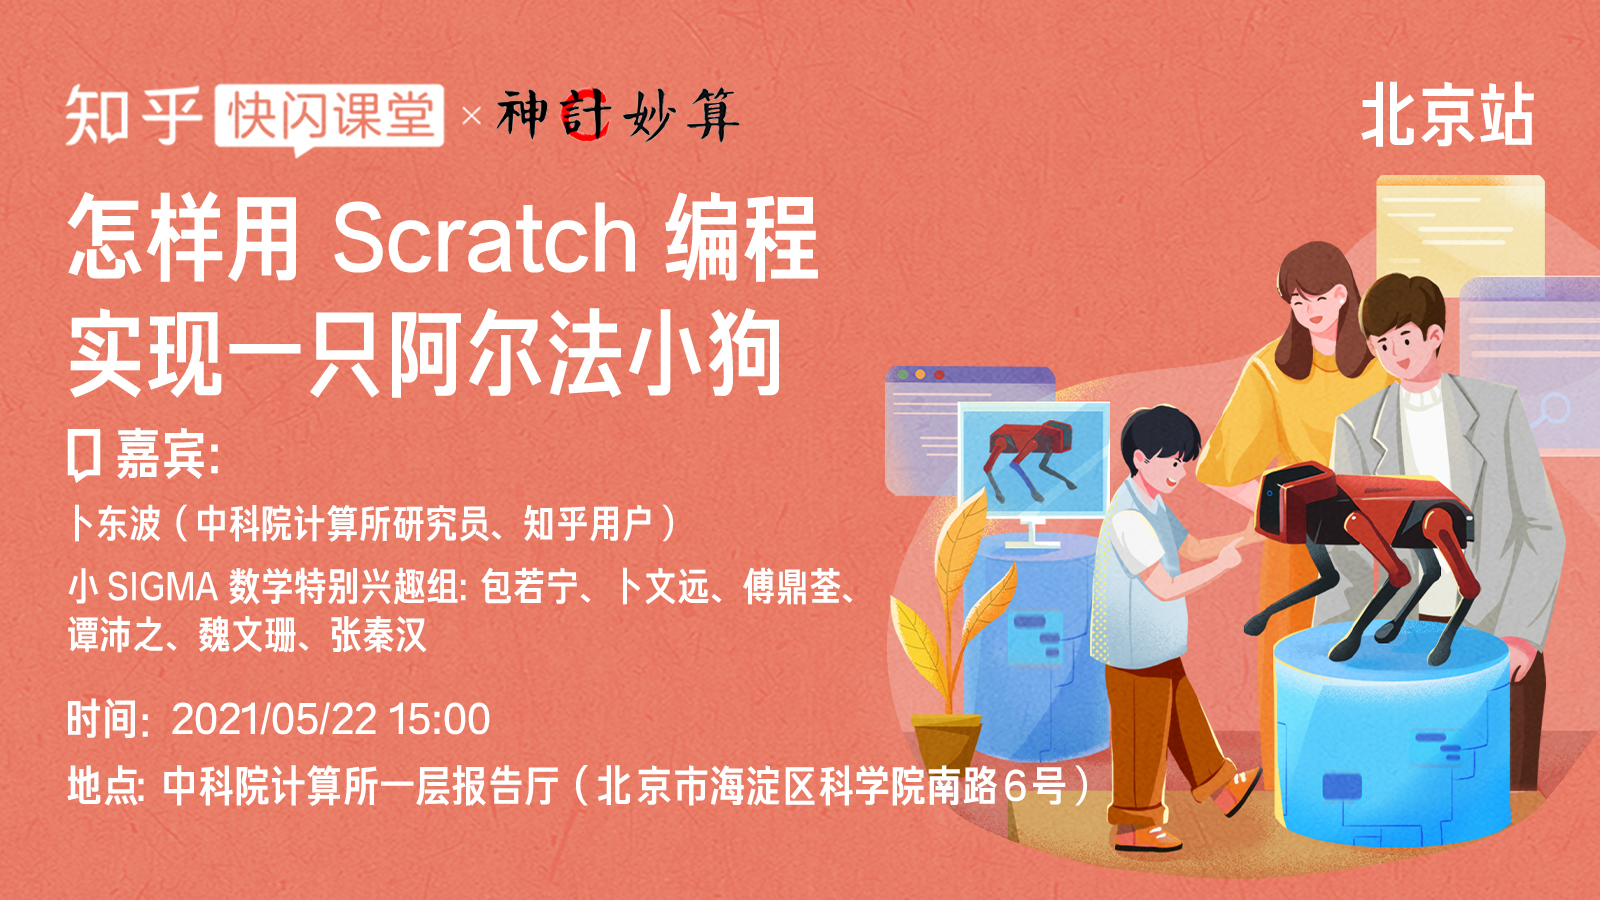 知乎 快闪课堂 × 神計妙算
北京站
怎样用 Scratch 编程
实现一只阿尔法小狗
嘉宾:
卜东波（中科院计算所研究员、知乎用户）
小 SIGMA 数学特别兴趣组: 包若宁、卜文远、傅鼎荃、
谭沛之、魏文珊、张秦汉
时间: 2021/05/22 15:00
地点: 中科院计算所一层报告厅（北京市海淀区科学院南路6号）